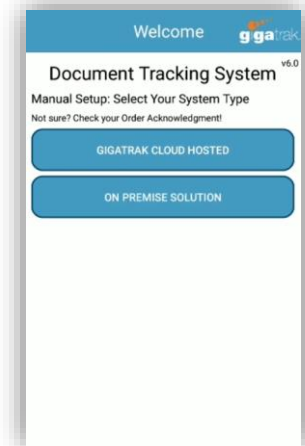 Welcome
gigatrak
v6.0
Document Tracking System
Manual Setup: Select Your System Type
Not sure? Check your Order Acknowledgment!
GIGATRAK CLOUD HOSTED
ON PREMISE SOLUTION